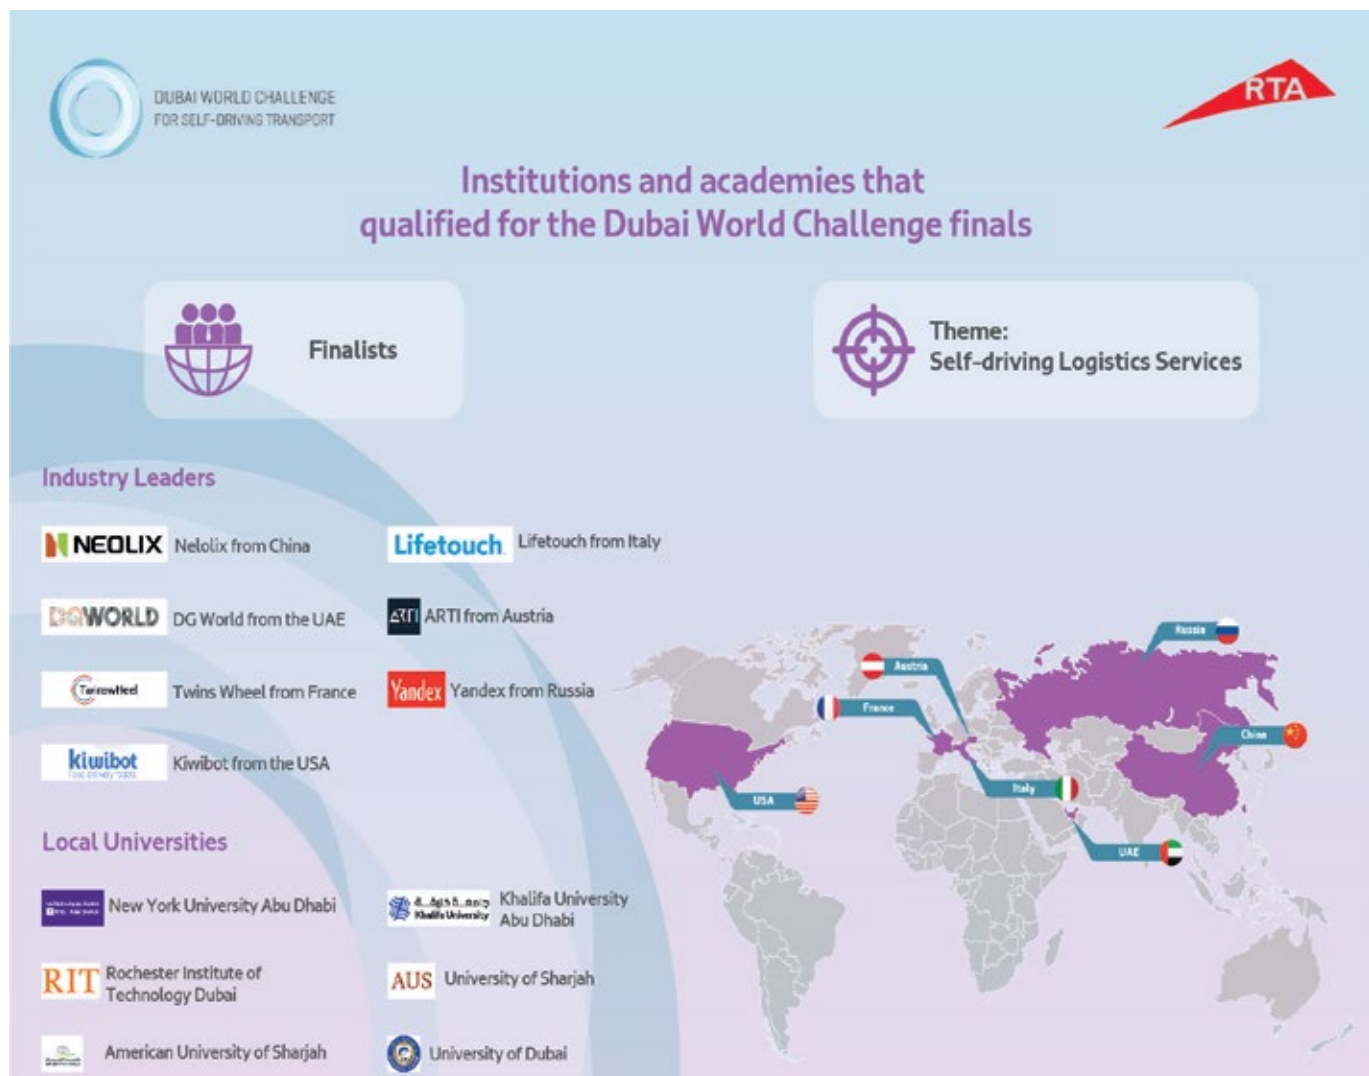 DUBAI WORLD CHALLENGE
FOR SELF-DRIVING TRANSPORT
RTA
Institutions and academies that
qualified for the Dubai World Challenge finals
Finalists
Theme:
Self-driving Logistics Services
Industry Leaders
NEOLIX
Nelolix from China
Lifetouch
Lifetouch from Italy
DGWORLD
DG World from the UAE
ARTI
ARTI from Austria
Twinswheel
Twins Wheel from France
Yandex
Yandex from Russia
kiwibot
Kiwibot from the USA
Russia
Austria
France
China
Italy
USA
UAE
Local Universities
New York University Abu Dhabi
Khalifa University
Khalifa University
Abu Dhabi
RIT
Rochester Institute of
Technology Dubai
AUS
University of Sharjah
American University of Sharjah
University of Dubai